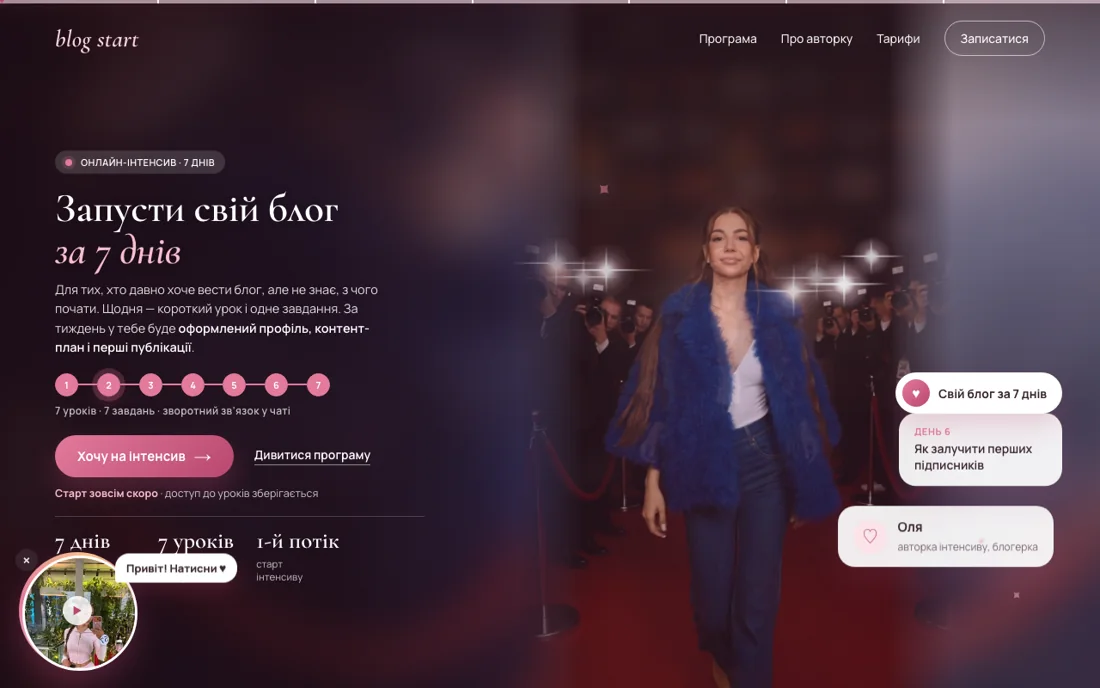 blog start
Програма
Про авторку
Тарифи
Записатися
ОНЛАЙН-ІНТЕНСИВ · 7 ДНІВ
Запусти свій блог
за 7 днів
Для тих, хто давно хоче вести блог, але не знає, з чого
почати. Щодня — короткий урок і одне завдання. За
тиждень у тебе буде оформлений профіль, контент-
план і перші публікації.
1 2 3 4 5 6 7
7 уроків · 7 завдань · зворотний зв'язок у чаті
Хочу на інтенсив →
Дивитися програму
Старт зовсім скоро · доступ до уроків зберігається
7 днів
7 уроків
1-й потік
старт
інтенсиву
Привіт! Натисни ♥
Свій блог за 7 днів
ДЕНЬ 6
Як залучити перших
підписників
Оля
авторка інтенсиву, блогерка